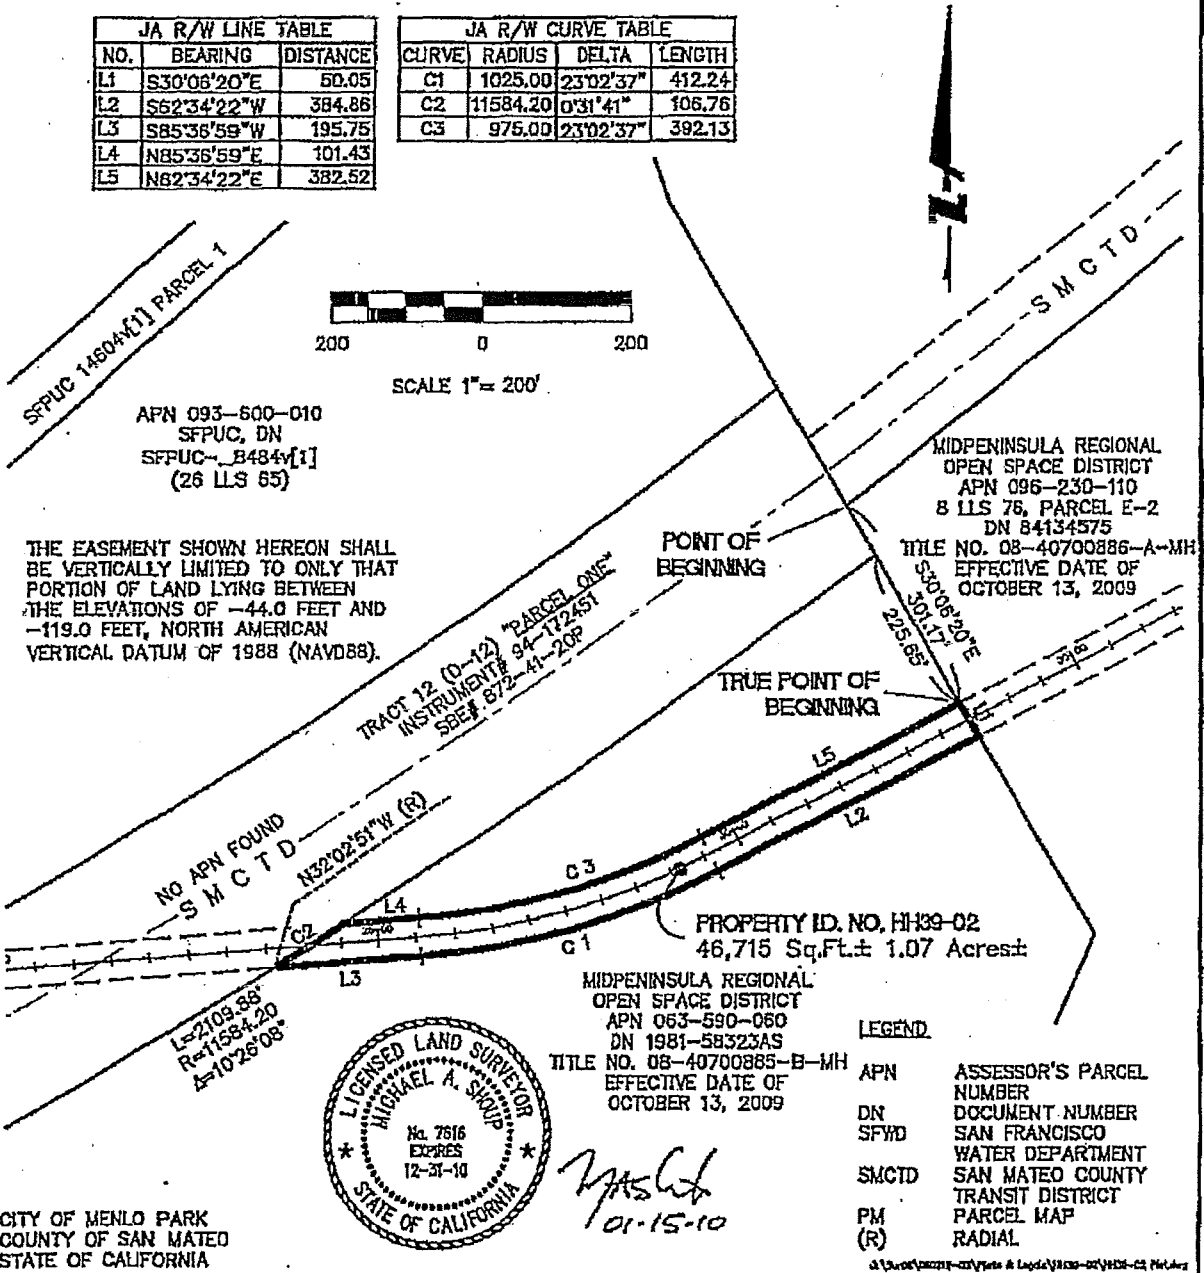 JA R/W LINE TABLE
NO. BEARING DISTANCE
L1 S30°06'20"E 50.05
L2 S62°34'22"W 384.86
L3 S85°36'59"W 195.75
L4 N85°36'59"E 101.43
L5 N62°34'22"E 382.52
JA R/W CURVE TABLE
CURVE RADIUS DELTA LENGTH
C1 1025.00 23°02'37" 412.24
C2 11584.20 0°31'41" 106.76
C3 975.00 23°02'37" 392.13
SFPUC 14604v[1] PARCEL 1
200 0 200
SCALE 1"= 200'
S M C T D
APN 093-600-010
SFPUC, DN
SFPUC-_8484v[1]
(26 LLS 65)
MIDPENINSULA REGIONAL
OPEN SPACE DISTRICT
APN 096-230-110
8 LLS 76, PARCEL E-2
DN 84134575
TITLE NO. 08-40700886-A-MH
EFFECTIVE DATE OF
OCTOBER 13, 2009
THE EASEMENT SHOWN HEREON SHALL
BE VERTICALLY LIMITED TO ONLY THAT
PORTION OF LAND LYING BETWEEN
THE ELEVATIONS OF -44.0 FEET AND
-119.0 FEET, NORTH AMERICAN
VERTICAL DATUM OF 1988 (NAVD88).
POINT OF
BEGINNING
S30°06'20"E
301.17'
225.65'
TRACT 12 (D-12) "PARCEL ONE"
INSTRUMENT# 94-172451
SBE# 872-41-20P
TRUE POINT OF
BEGINNING
L1
L5
L2
NO APN FOUND
S M C T D
N32°02'51"W (R)
C3
L4
C2
C1
L3
PROPERTY I.D. NO. HH39-02
46,715 Sq.Ft.± 1.07 Acres±
L=2109.88'
R=11584.20
Δ=10°26'08"
MIDPENINSULA REGIONAL
OPEN SPACE DISTRICT
APN 063-590-060
DN 1981-58323AS
TITLE NO. 08-40700885-B-MH
EFFECTIVE DATE OF
OCTOBER 13, 2009
LICENSED LAND SURVEYOR
MICHAEL A. SHOUP
No. 7616
EXPIRES
12-31-10
STATE OF CALIFORNIA
01-15-10
LEGEND
APN ASSESSOR'S PARCEL
NUMBER
DN DOCUMENT NUMBER
SFWD SAN FRANCISCO
WATER DEPARTMENT
SMCTD SAN MATEO COUNTY
TRANSIT DISTRICT
PM PARCEL MAP
(R) RADIAL
CITY OF MENLO PARK
COUNTY OF SAN MATEO
STATE OF CALIFORNIA